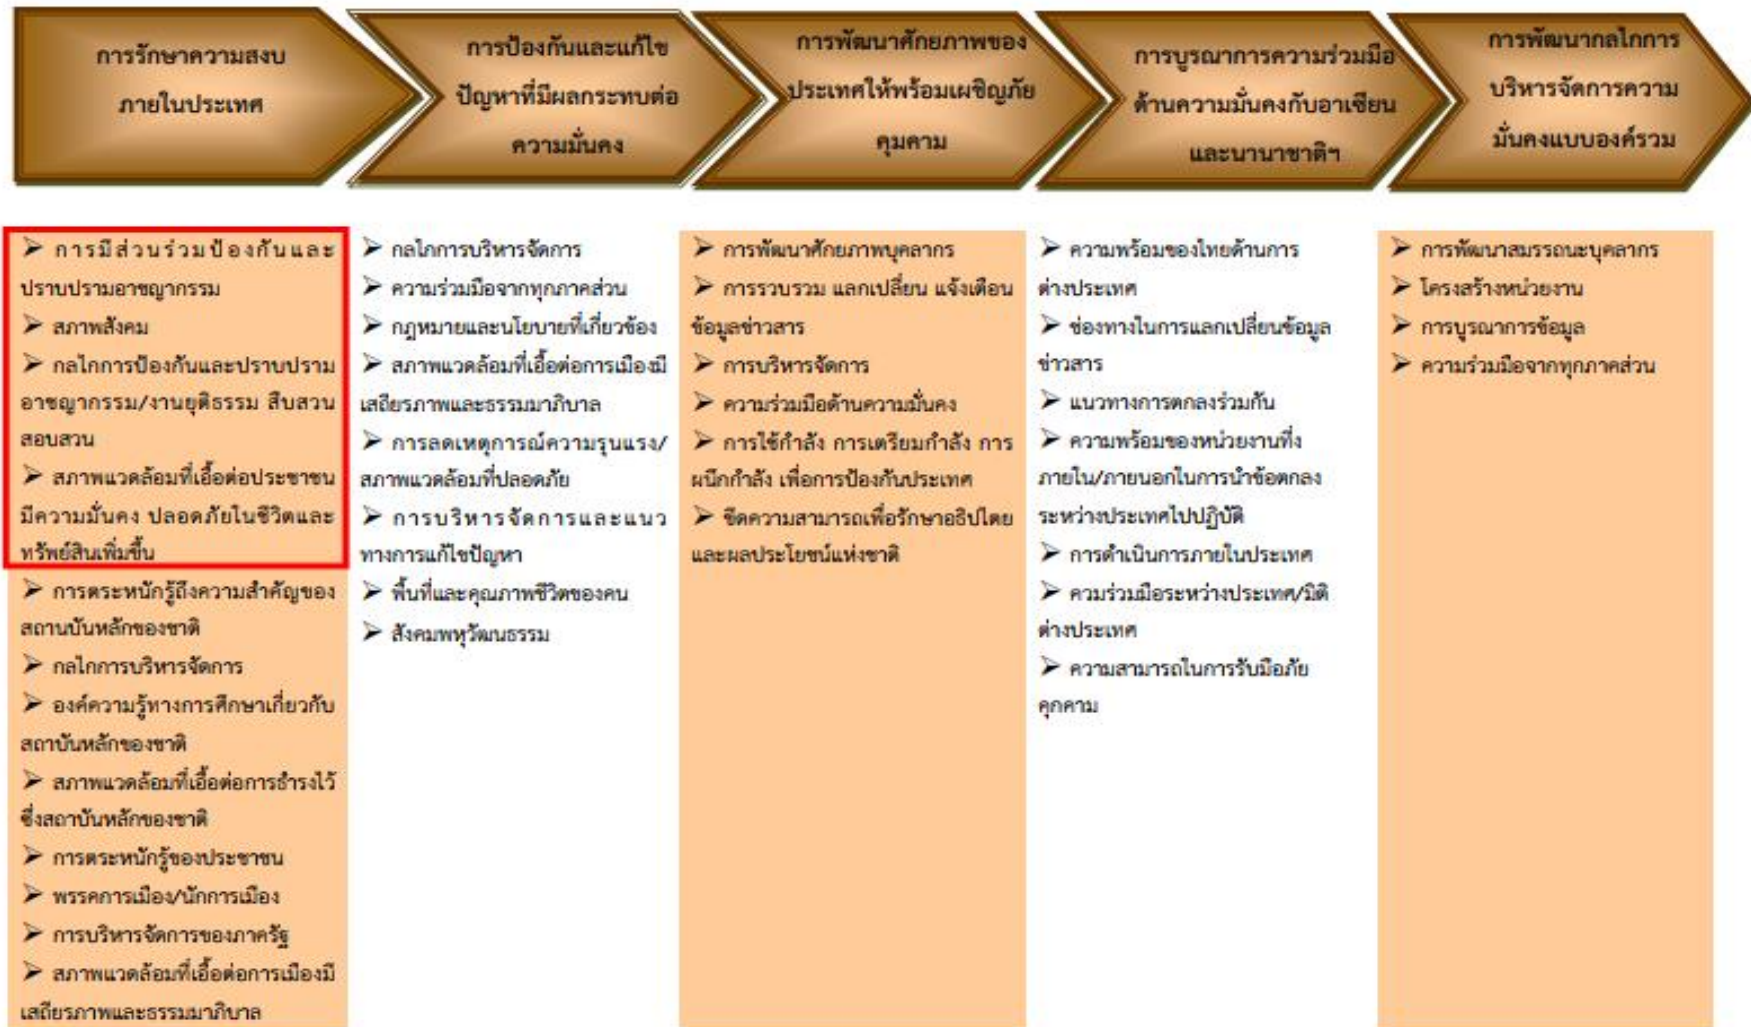 การรักษาความสงบ
ภายในประเทศ
การป้องกันและแก้ไข
ปัญหาที่มีผลกระทบต่อ
ความมั่นคง
การพัฒนาศักยภาพของ
ประเทศให้พร้อมเผชิญภัย
คุมคาม
การบูรณาการความร่วมมือ
ด้านความมั่นคงกับอาเซียน
และนานาชาติฯ
การพัฒนากลไกการ
บริหารจัดการความ
มั่นคงแบบองค์รวม
➢ การมีส่วนร่วมป้องกันและ
ปราบปรามอาชญากรรม
➢ สภาพสังคม
➢ กลไกการป้องกันและปราบปราม
อาชญากรรม/งานยุติธรรม สืบสวน
สอบสวน
➢ สภาพแวดล้อมที่เอื้อต่อประชาชน
มีความมั่นคง ปลอดภัยในชีวิตและ
ทรัพย์สินเพิ่มขึ้น
➢ การตระหนักรู้ถึงความสำคัญของ
สถานบันหลักของชาติ
➢ กลไกการบริหารจัดการ
➢ องค์ความรู้ทางการศึกษาเกี่ยวกับ
สถาบันหลักของชาติ
➢ สภาพแวดล้อมที่เอื้อต่อการธำรงไว้
ซึ่งสถาบันหลักของชาติ
➢ การตระหนักรู้ของประชาชน
➢ พรรคการเมือง/นักการเมือง
➢ การบริหารจัดการของภาครัฐ
➢ สภาพแวดล้อมที่เอื้อต่อการเมืองมี
เสถียรภาพและธรรมมาภิบาล
➢ กลไกการบริหารจัดการ
➢ ความร่วมมือจากทุกภาคส่วน
➢ กฎหมายและนโยบายที่เกี่ยวข้อง
➢ สภาพแวดล้อมที่เอื้อต่อการเมืองมี
เสถียรภาพและธรรมมาภิบาล
➢ การลดเหตุการณ์ความรุนแรง/
สภาพแวดล้อมที่ปลอดภัย
➢ การบริหารจัดการและแนว
ทางการแก้ไขปัญหา
➢ พื้นที่และคุณภาพชีวิตของคน
➢ สังคมพหุวัฒนธรรม
➢ การพัฒนาศักยภาพบุคลากร
➢ การรวบรวม แลกเปลี่ยน แจ้งเตือน
ข้อมูลข่าวสาร
➢ การบริหารจัดการ
➢ ความร่วมมือด้านความมั่นคง
➢ การใช้กำลัง การเตรียมกำลัง การ
ผนึกกำลัง เพื่อการป้องกันประเทศ
➢ ขีดความสามารถเพื่อรักษาอธิปไตย
และผลประโยชน์แห่งชาติ
➢ ความพร้อมของไทยด้านการ
ต่างประเทศ
➢ ช่องทางในการแลกเปลี่ยนข้อมูล
ข่าวสาร
➢ แนวทางการตกลงร่วมกัน
➢ ความพร้อมของหน่วยงานทั้ง
ภายใน/ภายนอกในการนำข้อตกลง
ระหว่างประเทศไปปฏิบัติ
➢ การดำเนินการภายในประเทศ
➢ ควมร่วมมือระหว่างประเทศ/มิติ
ต่างประเทศ
➢ ความสามารถในการรับมือภัย
คุกคาม
➢ การพัฒนาสมรรถนะบุคลากร
➢ โครงสร้างหน่วยงาน
➢ การบูรณาการข้อมูล
➢ ความร่วมมือจากทุกภาคส่วน